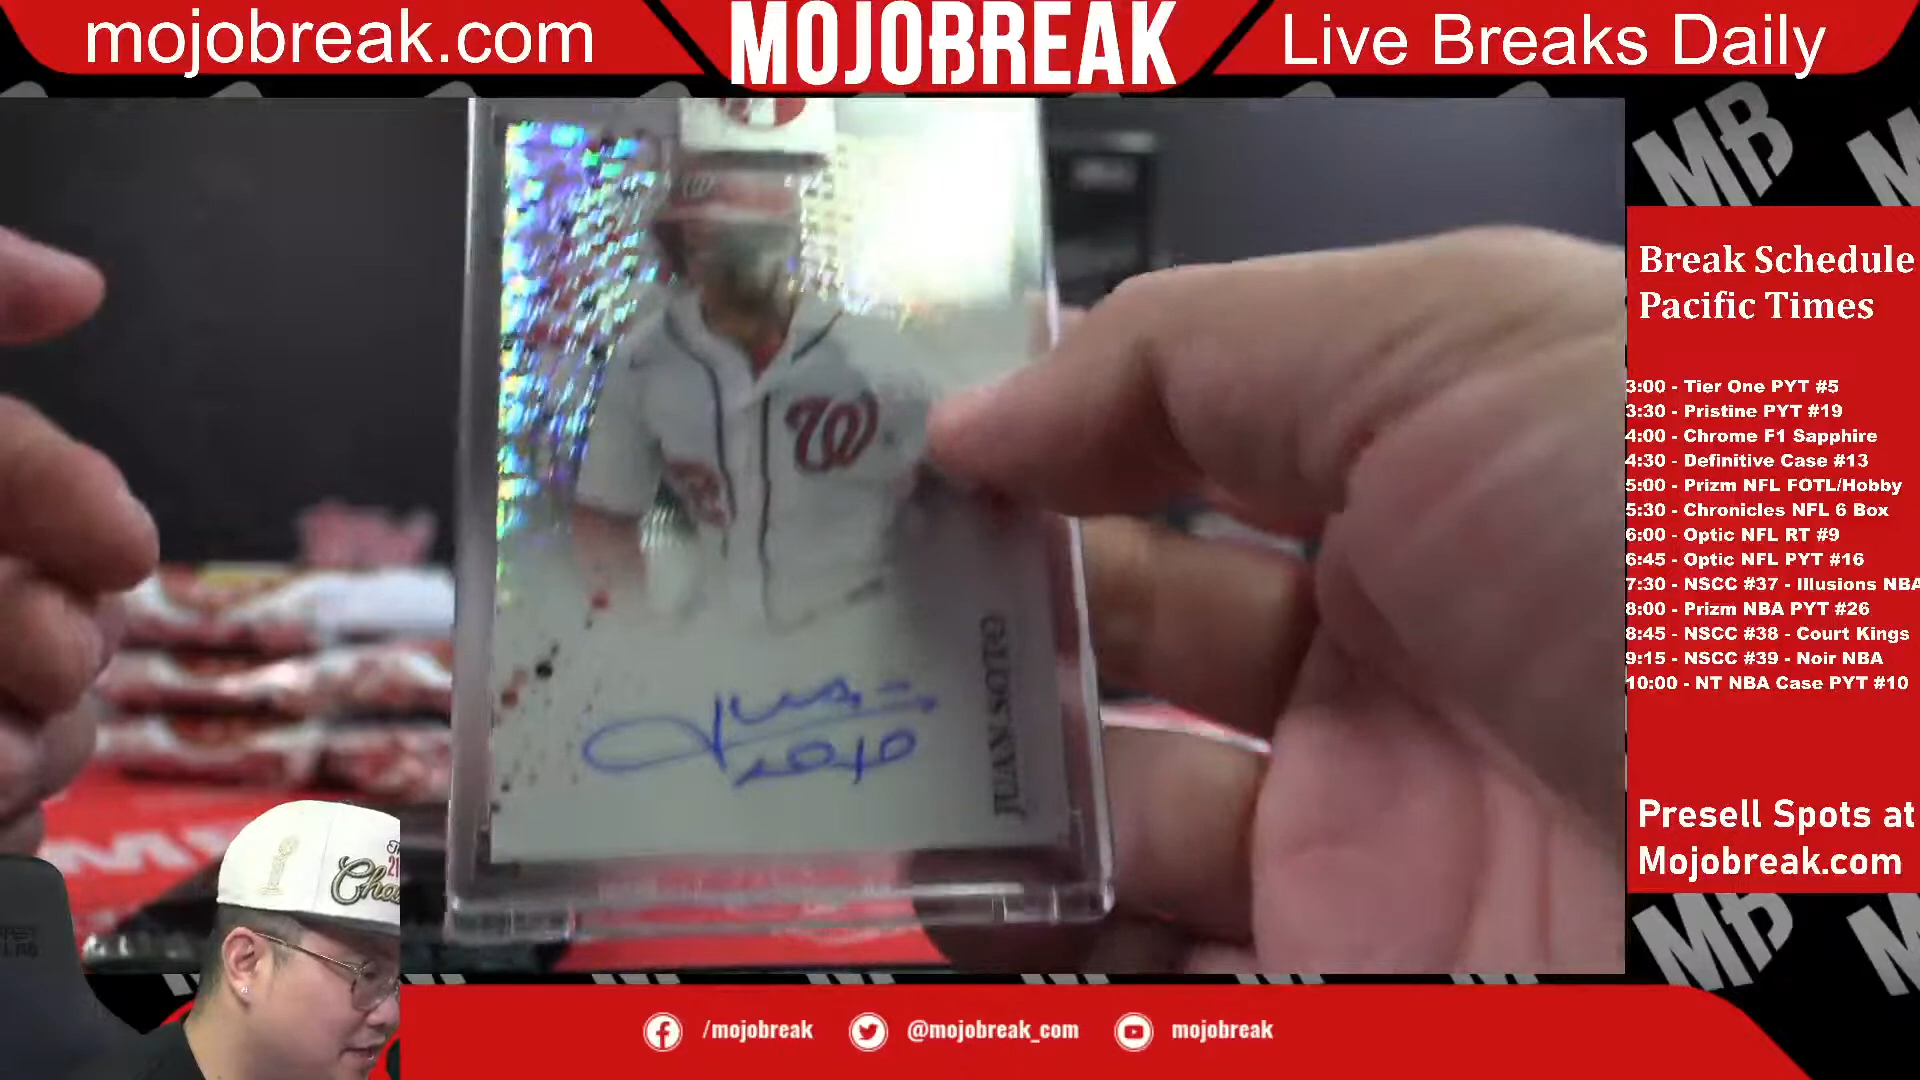 mojobreak.com
MOJOBREAK
Live Breaks Daily
MB
Break Schedule
Pacific Times
3:00 - Tier One PYT #5
3:30 - Pristine PYT #19
4:00 - Chrome F1 Sapphire
4:30 - Definitive Case #13
5:00 - Prizm NFL FOTL/Hobby
5:30 - Chronicles NFL 6 Box
6:00 - Optic NFL RT #9
6:45 - Optic NFL PYT #16
7:30 - NSCC #37 - Illusions NBA
8:00 - Prizm NBA PYT #26
8:45 - NSCC #38 - Court Kings
9:15 - NSCC #39 - Noir NBA
10:00 - NT NBA Case PYT #10
Presell Spots at
Mojobreak.com
MB
W
JUAN SOTO
/mojobreak
@mojobreak_com
mojobreak